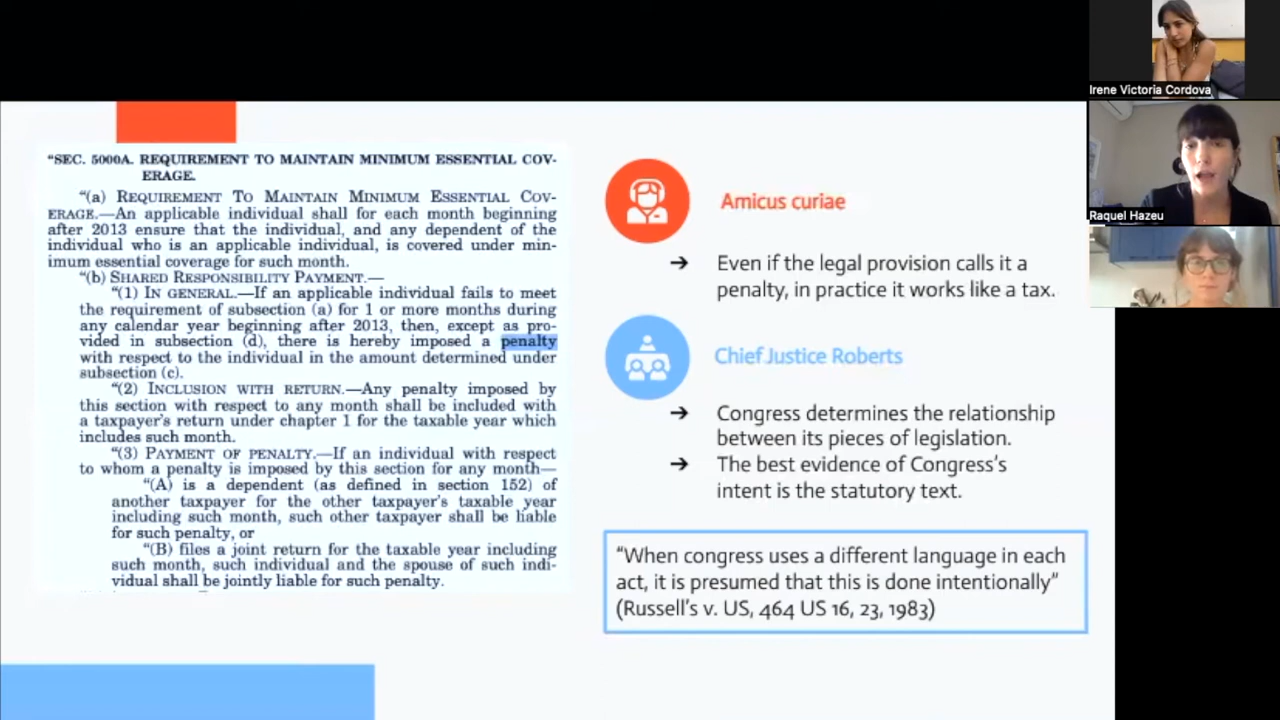 “SEC. 5000A. REQUIREMENT TO MAINTAIN MINIMUM ESSENTIAL COV-
ERAGE.
“(a) REQUIREMENT TO MAINTAIN MINIMUM ESSENTIAL COV-
ERAGE.—An applicable individual shall for each month beginning
after 2013 ensure that the individual, and any dependent of the
individual who is an applicable individual, is covered under min-
imum essential coverage for such month.
“(b) SHARED RESPONSIBILITY PAYMENT.—
“(1) IN GENERAL.—If an applicable individual fails to meet
the requirement of subsection (a) for 1 or more months during
any calendar year beginning after 2013, then, except as pro-
vided in subsection (d), there is hereby imposed a penalty
with respect to the individual in the amount determined under
subsection (c).
“(2) INCLUSION WITH RETURN.—Any penalty imposed by
this section with respect to any month shall be included with
a taxpayer's return under chapter 1 for the taxable year which
includes such month.
“(3) PAYMENT OF PENALTY.—If an individual with respect
to whom a penalty is imposed by this section for any month—
“(A) is a dependent (as defined in section 152) of
another taxpayer for the other taxpayer's taxable year
including such month, such other taxpayer shall be liable
for such penalty, or
“(B) files a joint return for the taxable year including
such month, such individual and the spouse of such indi-
vidual shall be jointly liable for such penalty.
Amicus curiae
→ Even if the legal provision calls it a
penalty, in practice it works like a tax.
Chief Justice Roberts
→ Congress determines the relationship
between its pieces of legislation.
→ The best evidence of Congress's
intent is the statutory text.
“When congress uses a different language in each
act, it is presumed that this is done intentionally”
(Russell's v. US, 464 US 16, 23, 1983)
Irene Victoria Cordova
Raquel Hazeu